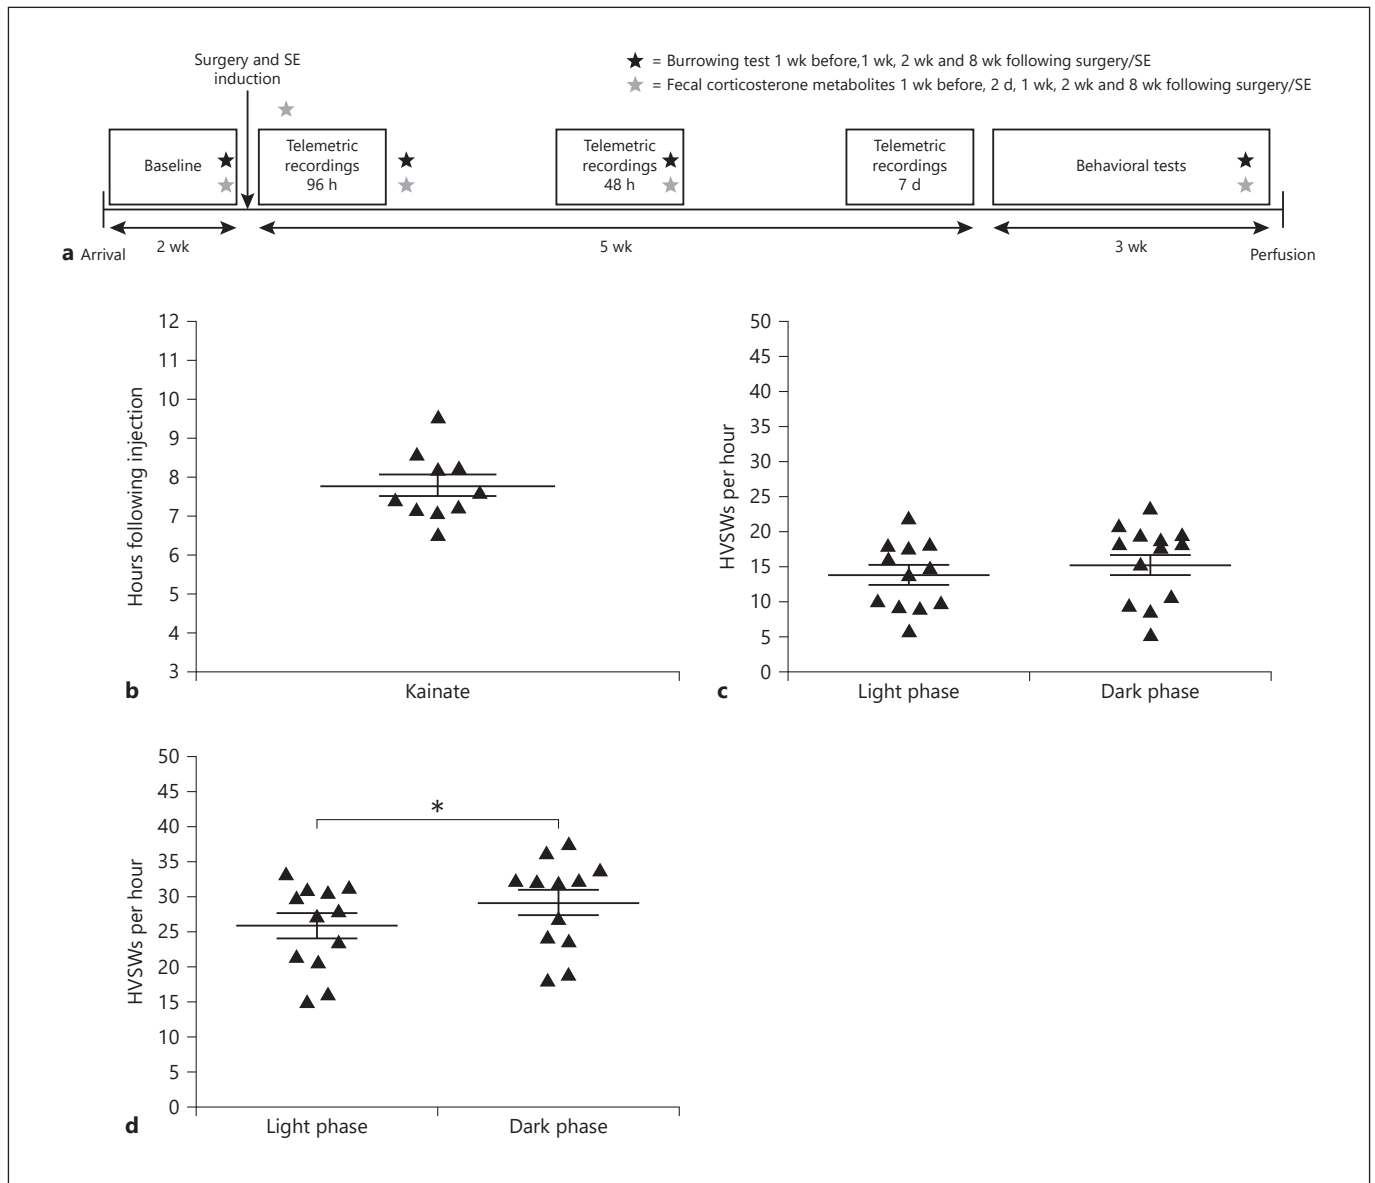 Surgery and SE
induction
★ = Burrowing test 1 wk before,1 wk, 2 wk and 8 wk following surgery/SE
★ = Fecal corticosterone metabolites 1 wk before, 2 d, 1 wk, 2 wk and 8 wk following surgery/SE
Baseline
Telemetric
recordings
96 h
Telemetric
recordings
48 h
Telemetric
recordings
7 d
Behavioral tests
2 wk
5 wk
3 wk
a
Arrival
Perfusion
12
11
10
9
8
7
6
5
4
3
Hours following injection
Kainate
b
50
45
40
35
30
25
20
15
10
5
0
HVSWs per hour
Light phase
Dark phase
c
50
45
40
35
30
25
20
15
10
5
0
HVSWs per hour
*
Light phase
Dark phase
d